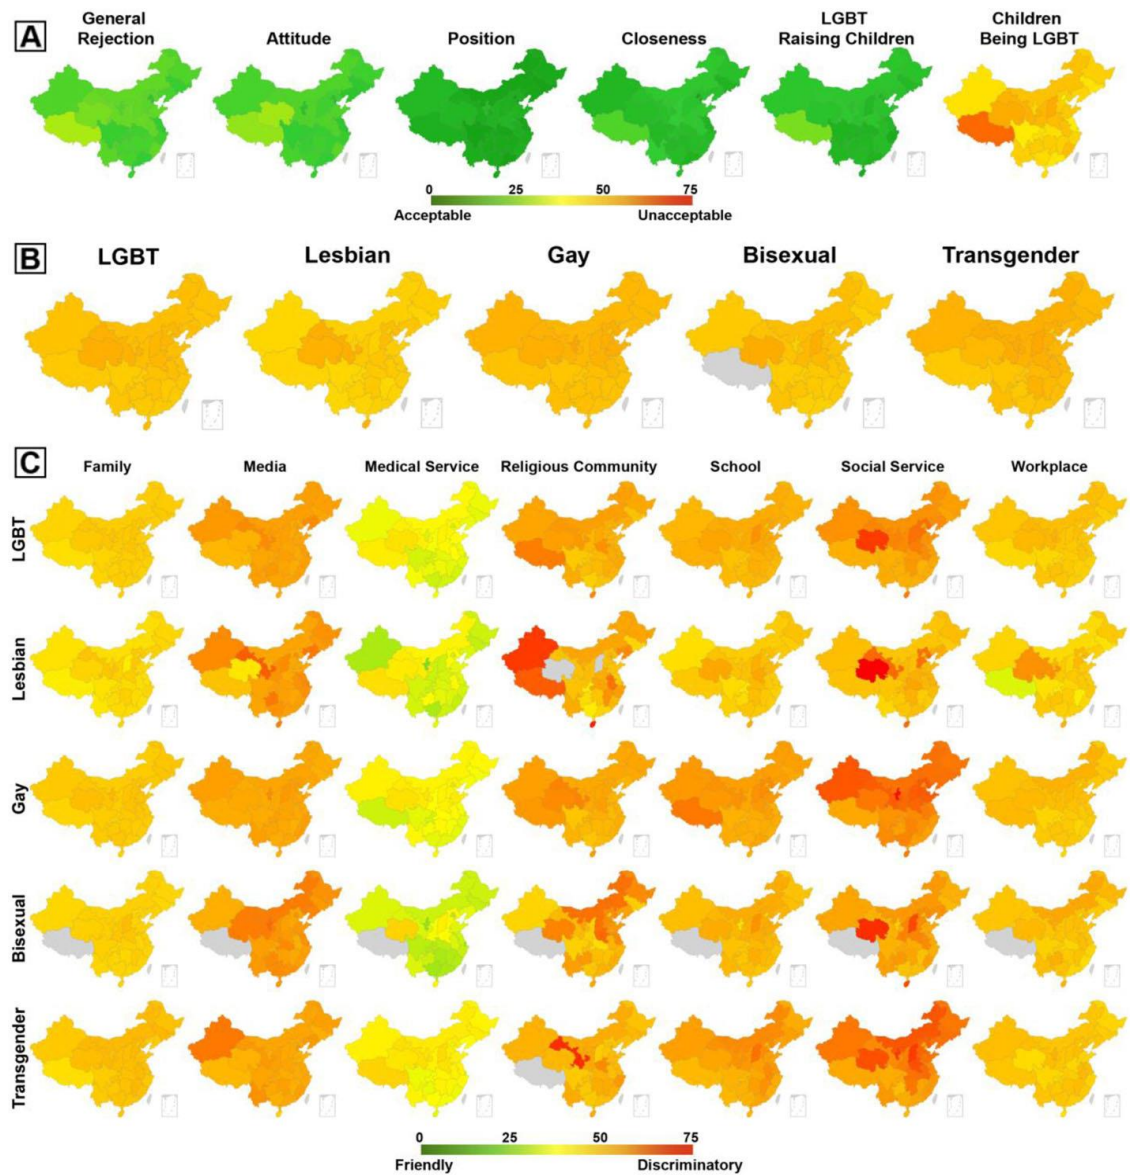 A
General
Rejection
Attitude
Position
Closeness
LGBT
Raising Children
Children
Being LGBT
0 25 50 75
Acceptable Unacceptable
B
LGBT Lesbian Gay Bisexual Transgender
C
Family Media Medical Service Religious Community School Social Service Workplace
LGBT
Lesbian
Gay
Bisexual
Transgender
0 25 50 75
Friendly Discriminatory